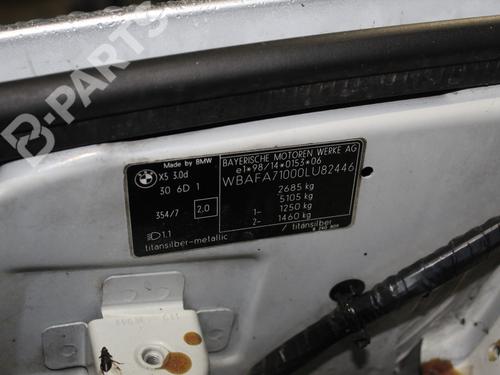 Made by BMW
X5 3.0d
30 6D 1
354/7
2.0
1.1
titansilber-metallic
BAYERISCHE MOTOREN WERKE AG
e1*98/14*0153*06
WBAFA71000LU82446
2685 kg
5105 kg
1- 1250 kg
2- 1460 kg
/titansilber